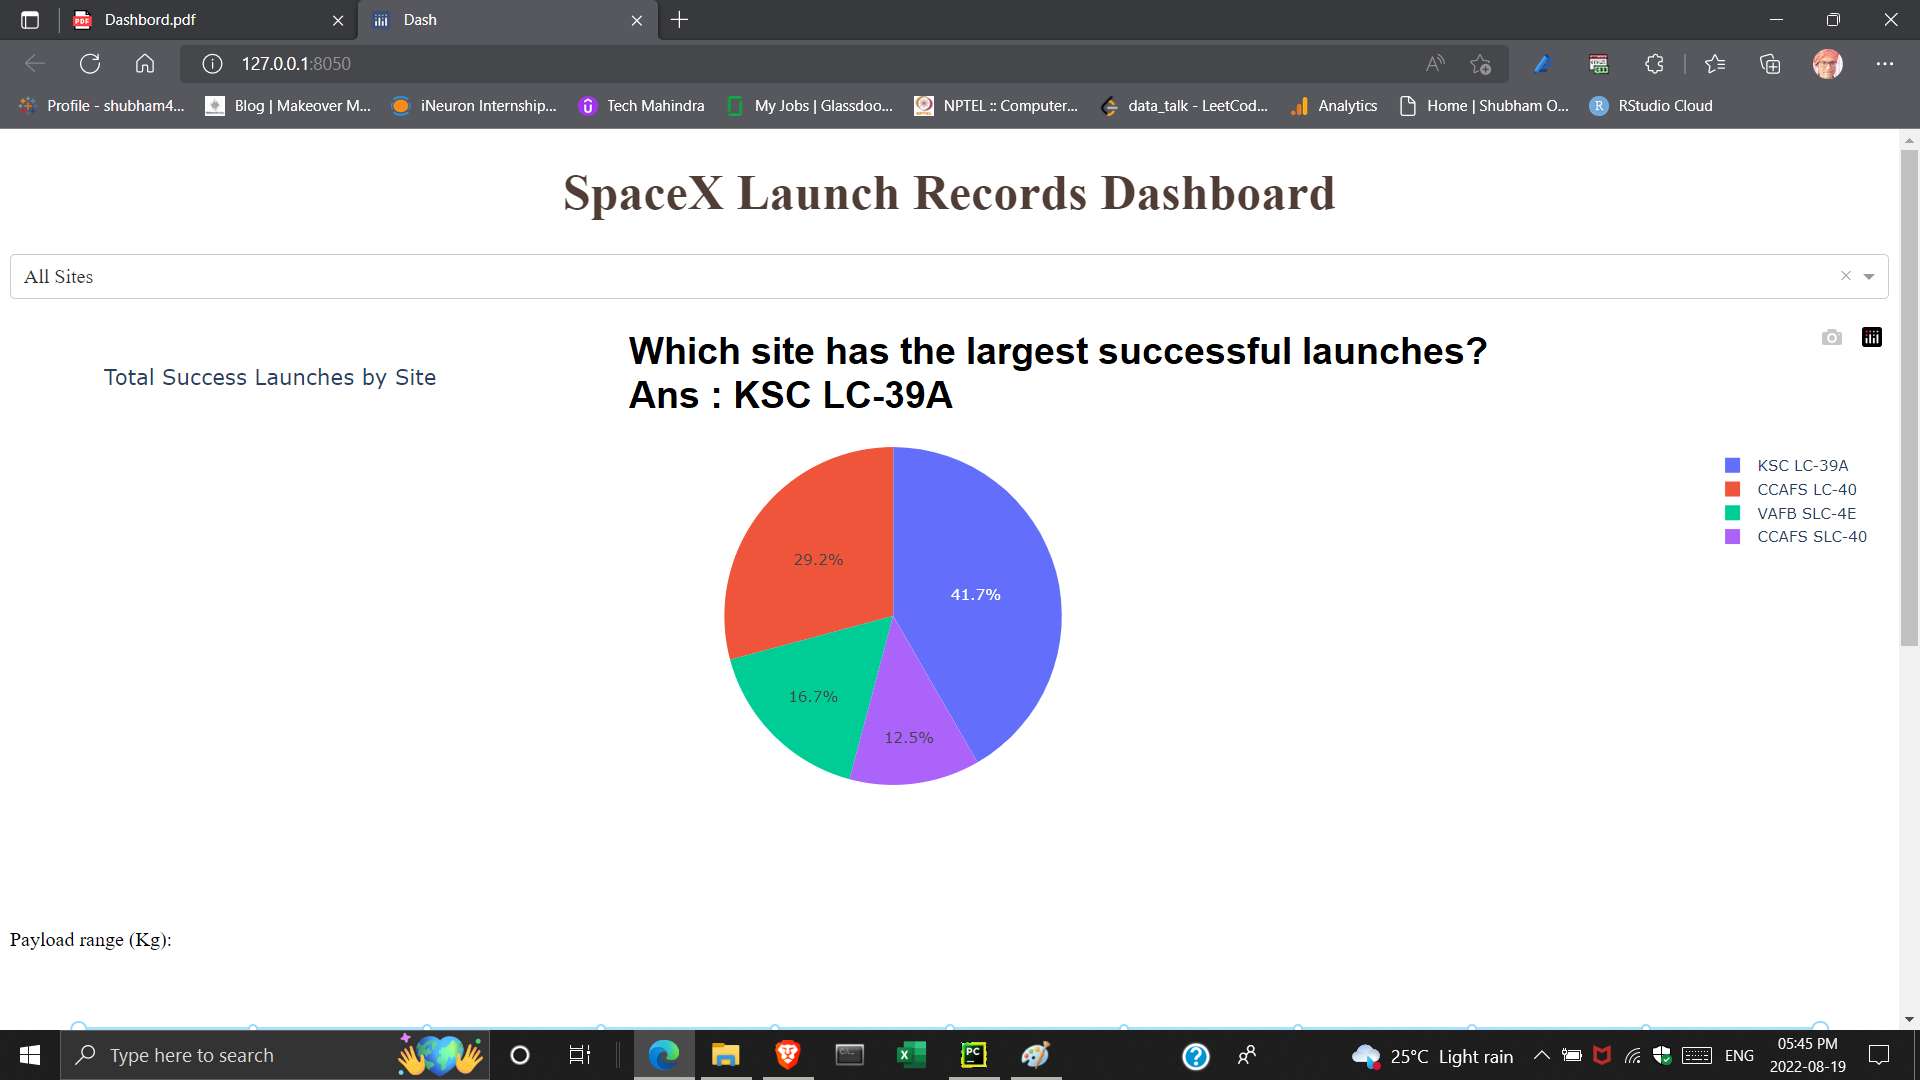 Dashbord.pdf
Dash
127.0.0.1:8050
Profile - shubham4...
Blog | Makeover M...
iNeuron Internship...
Tech Mahindra
My Jobs | Glassdoo...
NPTEL :: Computer...
data_talk - LeetCod...
Analytics
Home | Shubham O...
RStudio Cloud
SpaceX Launch Records Dashboard
All Sites
Which site has the largest successful launches?
Ans : KSC LC-39A
Total Success Launches by Site
KSC LC-39A
CCAFS LC-40
VAFB SLC-4E
CCAFS SLC-40
29.2%
41.7%
16.7%
12.5%
Payload range (Kg):
Type here to search
25°C Light rain
ENG
05:45 PM
2022-08-19